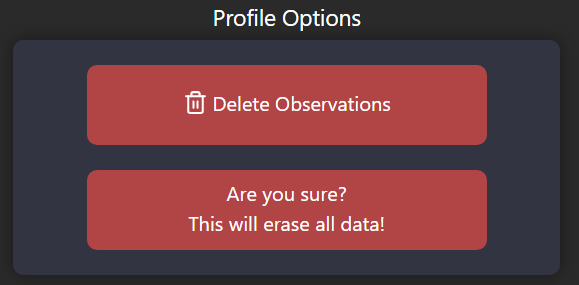 Profile Options
Delete Observations
Are you sure?
This will erase all data!